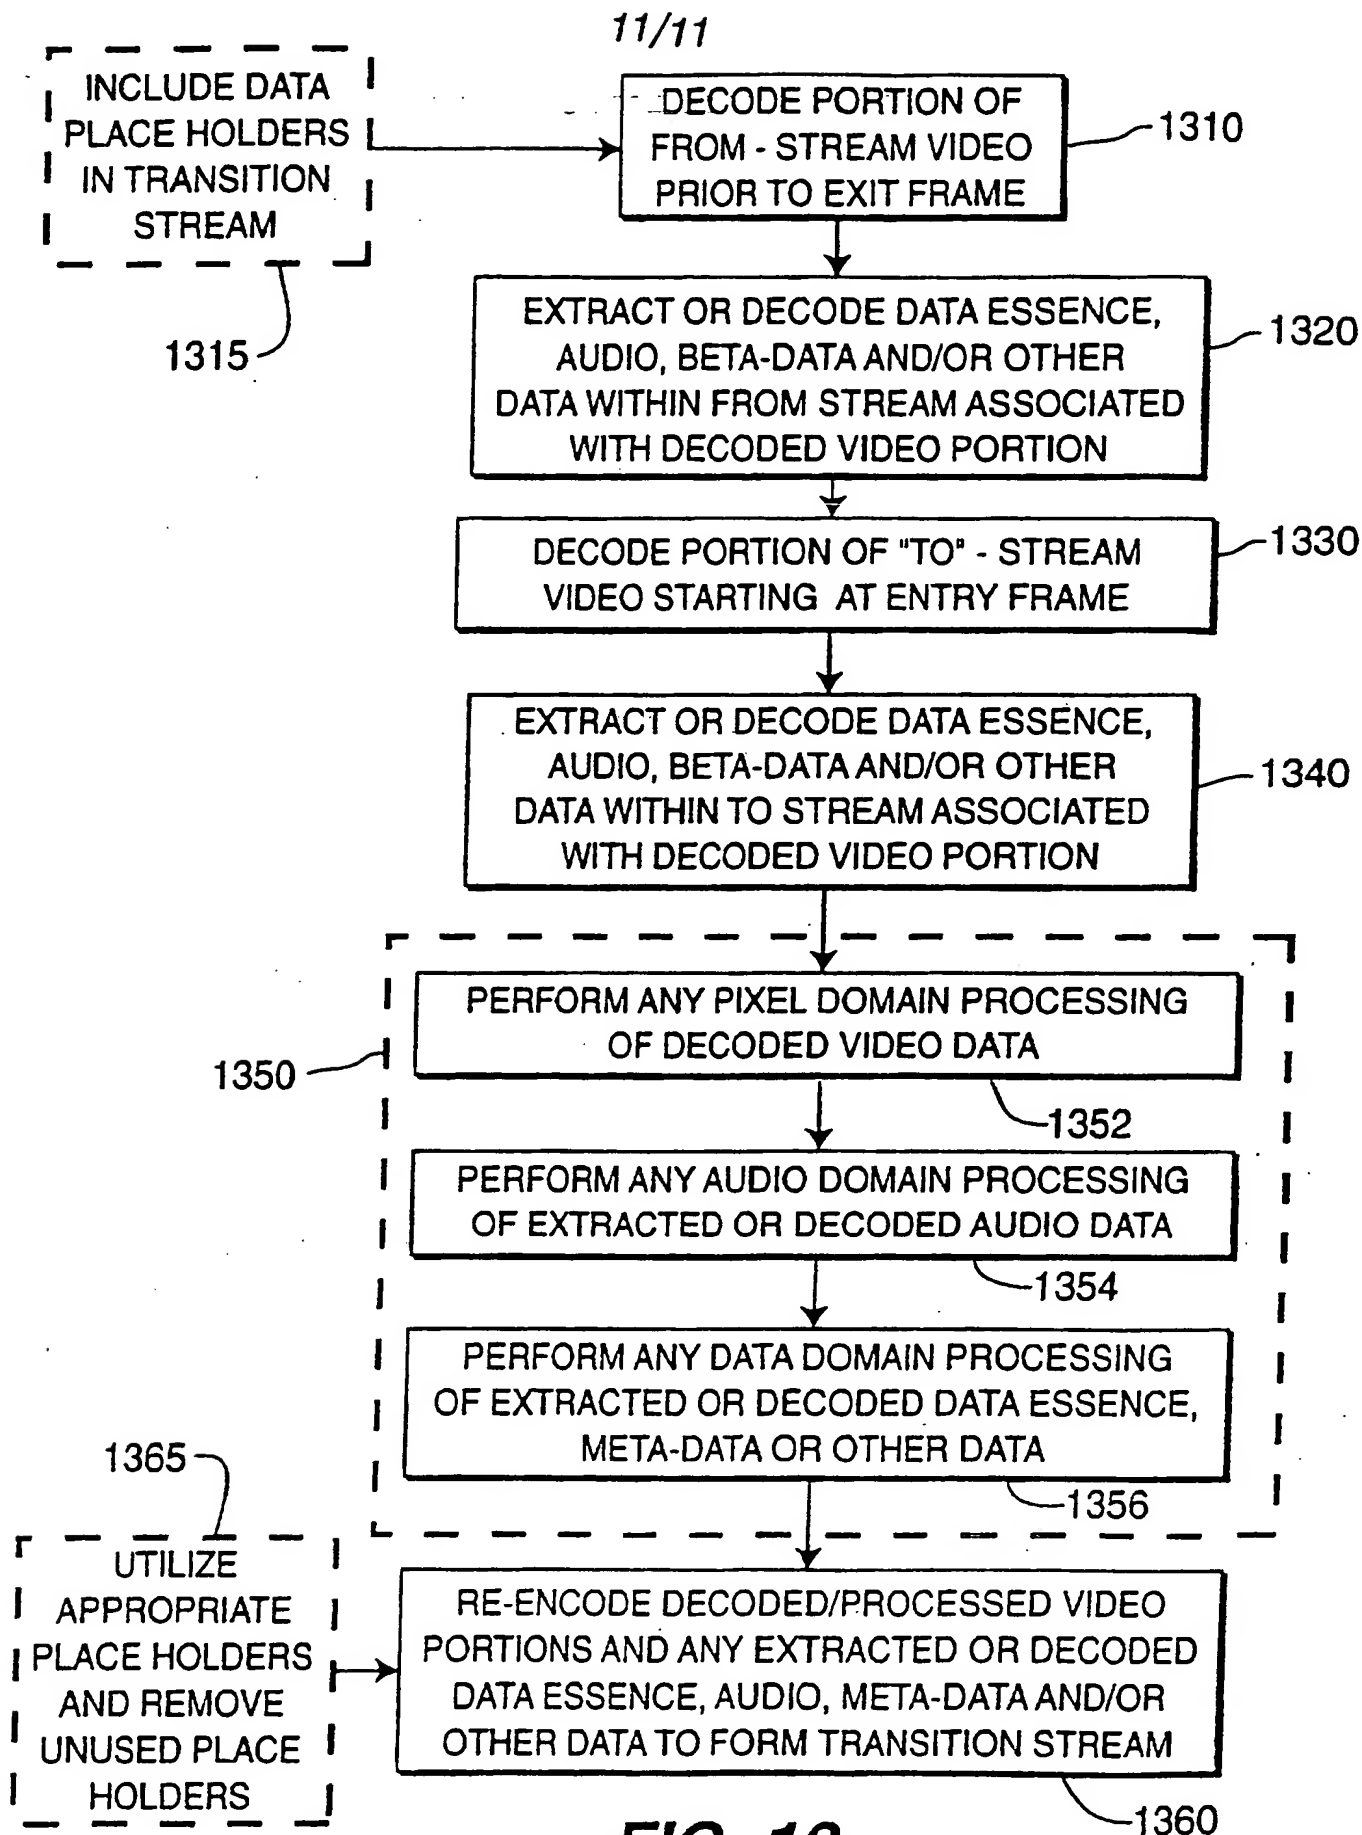 11/11
INCLUDE DATA
PLACE HOLDERS
IN TRANSITION
STREAM
1315
DECODE PORTION OF
FROM - STREAM VIDEO
PRIOR TO EXIT FRAME
1310
EXTRACT OR DECODE DATA ESSENCE,
AUDIO, BETA-DATA AND/OR OTHER
DATA WITHIN FROM STREAM ASSOCIATED
WITH DECODED VIDEO PORTION
1320
DECODE PORTION OF "TO" - STREAM
VIDEO STARTING AT ENTRY FRAME
1330
EXTRACT OR DECODE DATA ESSENCE,
AUDIO, BETA-DATA AND/OR OTHER
DATA WITHIN TO STREAM ASSOCIATED
WITH DECODED VIDEO PORTION
1340
1350
PERFORM ANY PIXEL DOMAIN PROCESSING
OF DECODED VIDEO DATA
1352
PERFORM ANY AUDIO DOMAIN PROCESSING
OF EXTRACTED OR DECODED AUDIO DATA
1354
PERFORM ANY DATA DOMAIN PROCESSING
OF EXTRACTED OR DECODED DATA ESSENCE,
META-DATA OR OTHER DATA
1356
1365
UTILIZE
APPROPRIATE
PLACE HOLDERS
AND REMOVE
UNUSED PLACE
HOLDERS
RE-ENCODE DECODED/PROCESSED VIDEO
PORTIONS AND ANY EXTRACTED OR DECODED
DATA ESSENCE, AUDIO, META-DATA AND/OR
OTHER DATA TO FORM TRANSITION STREAM
1360
FIG.